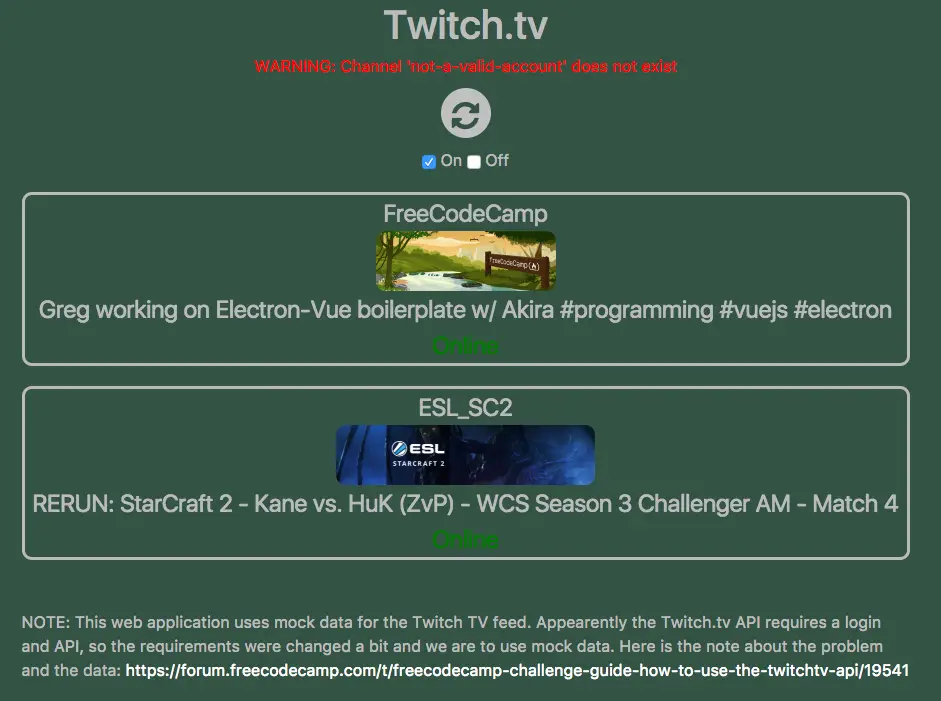 Twitch.tv
WARNING: Channel 'not-a-valid-account' does not exist
On Off
FreeCodeCamp
FreeCodeCamp(🔥)
Greg working on Electron-Vue boilerplate w/ Akira #programming #vuejs #electron
Online
ESL_SC2
ESL
STARCRAFT 2
RERUN: StarCraft 2 - Kane vs. HuK (ZvP) - WCS Season 3 Challenger AM - Match 4
Online
NOTE: This web application uses mock data for the Twitch TV feed. Appearently the Twitch.tv API requires a login
and API, so the requirements were changed a bit and we are to use mock data. Here is the note about the problem
and the data: https://forum.freecodecamp.com/t/freecodecamp-challenge-guide-how-to-use-the-twitchtv-api/19541